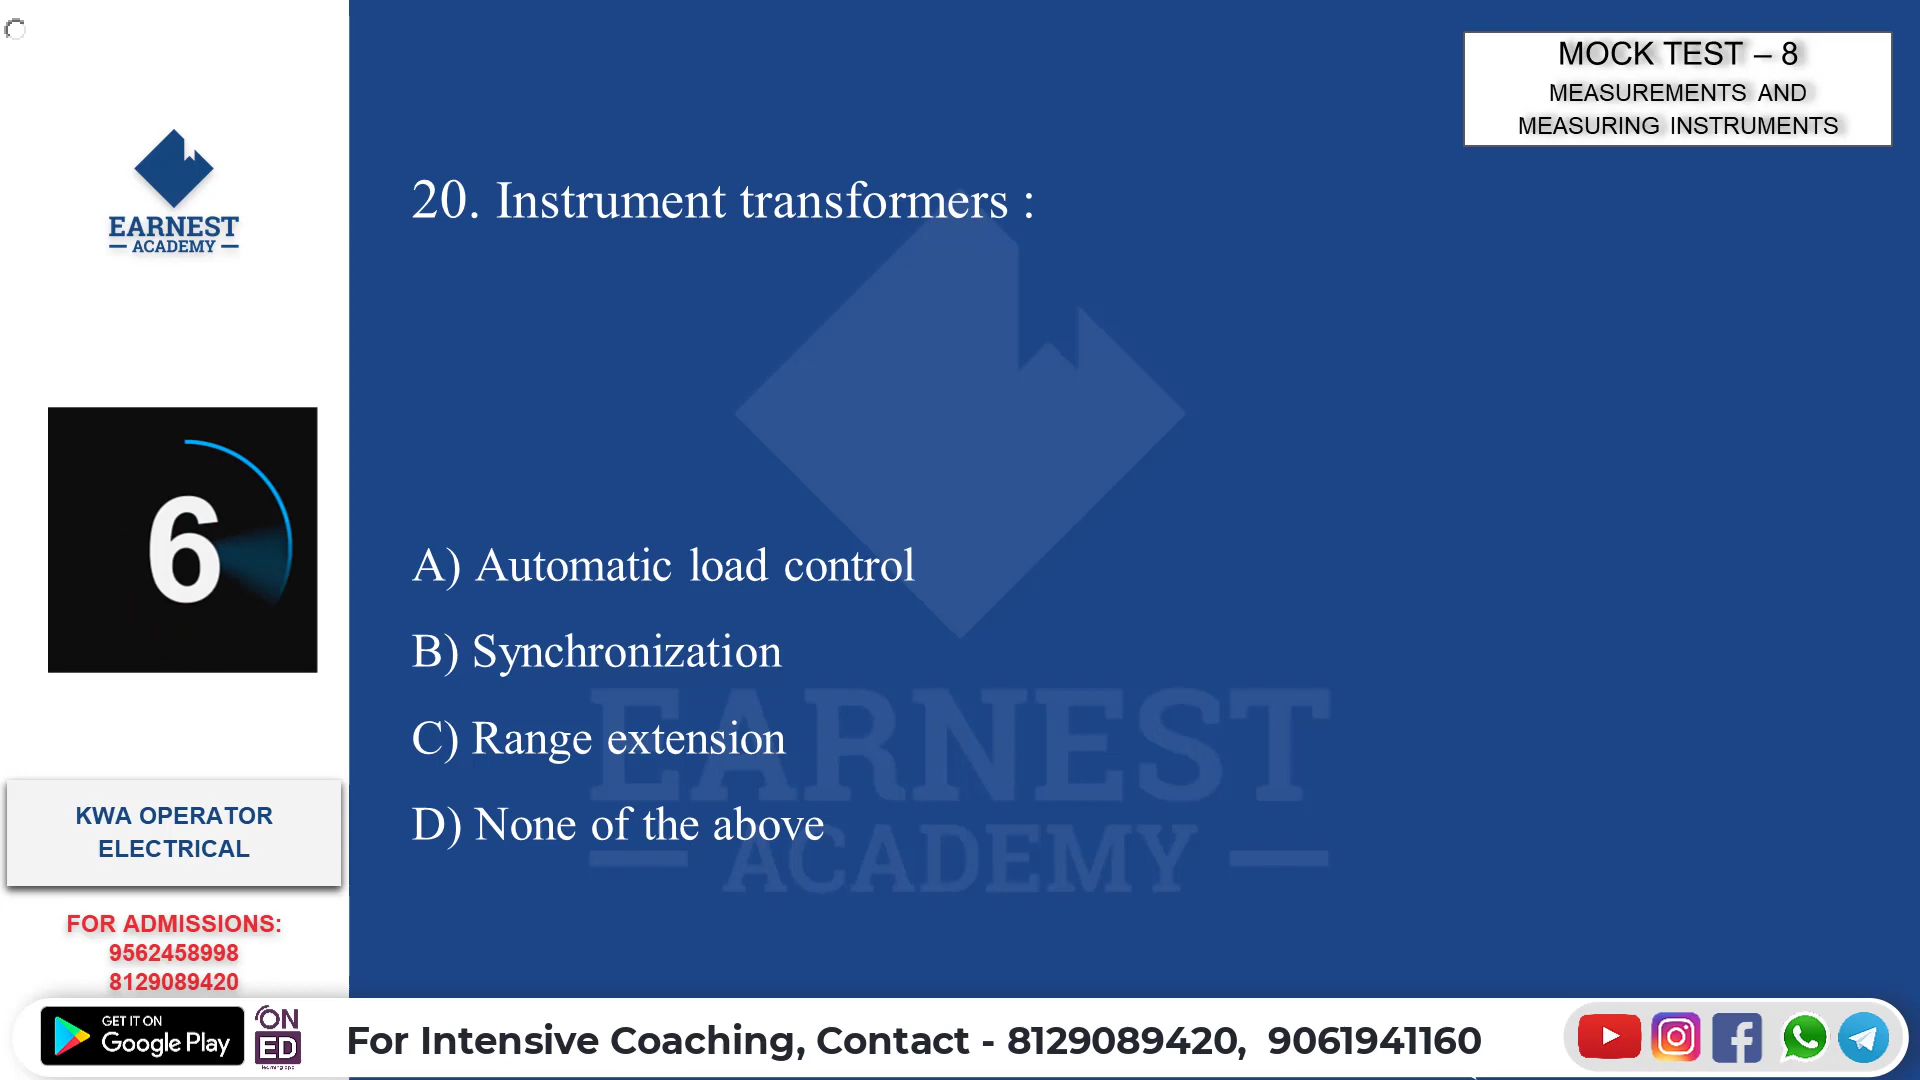 MOCK TEST – 8
MEASUREMENTS AND
MEASURING INSTRUMENTS
EARNEST
ACADEMY
20. Instrument transformers :
6
A) Automatic load control
B) Synchronization
C) Range extension
D) None of the above
EARNEST
ACADEMY
KWA OPERATOR
ELECTRICAL
FOR ADMISSIONS:
9562458998
8129089420
GET IT ON
Google Play
ON
ED
For Intensive Coaching, Contact - 8129089420, 9061941160